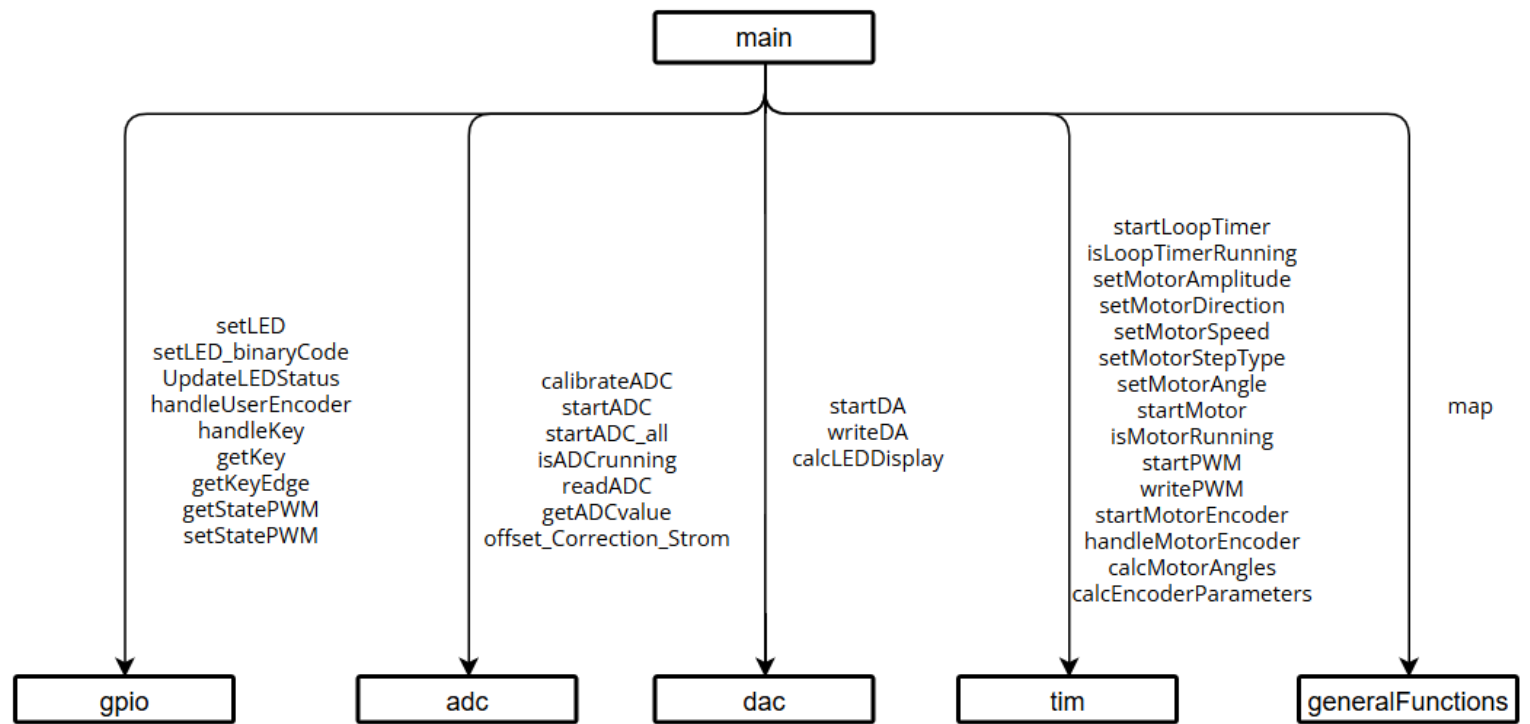 main
setLED
setLED_binaryCode
UpdateLEDStatus
handleUserEncoder
handleKey
getKey
getKeyEdge
getStatePWM
setStatePWM
calibrateADC
startADC
startADC_all
isADCrunning
readADC
getADCvalue
offset_Correction_Strom
startDA
writeDA
calcLEDDisplay
startLoopTimer
isLoopTimerRunning
setMotorAmplitude
setMotorDirection
setMotorSpeed
setMotorStepType
setMotorAngle
startMotor
isMotorRunning
startPWM
writePWM
startMotorEncoder
handleMotorEncoder
calcMotorAngles
calcEncoderParameters
map
gpio
adc
dac
tim
generalFunctions